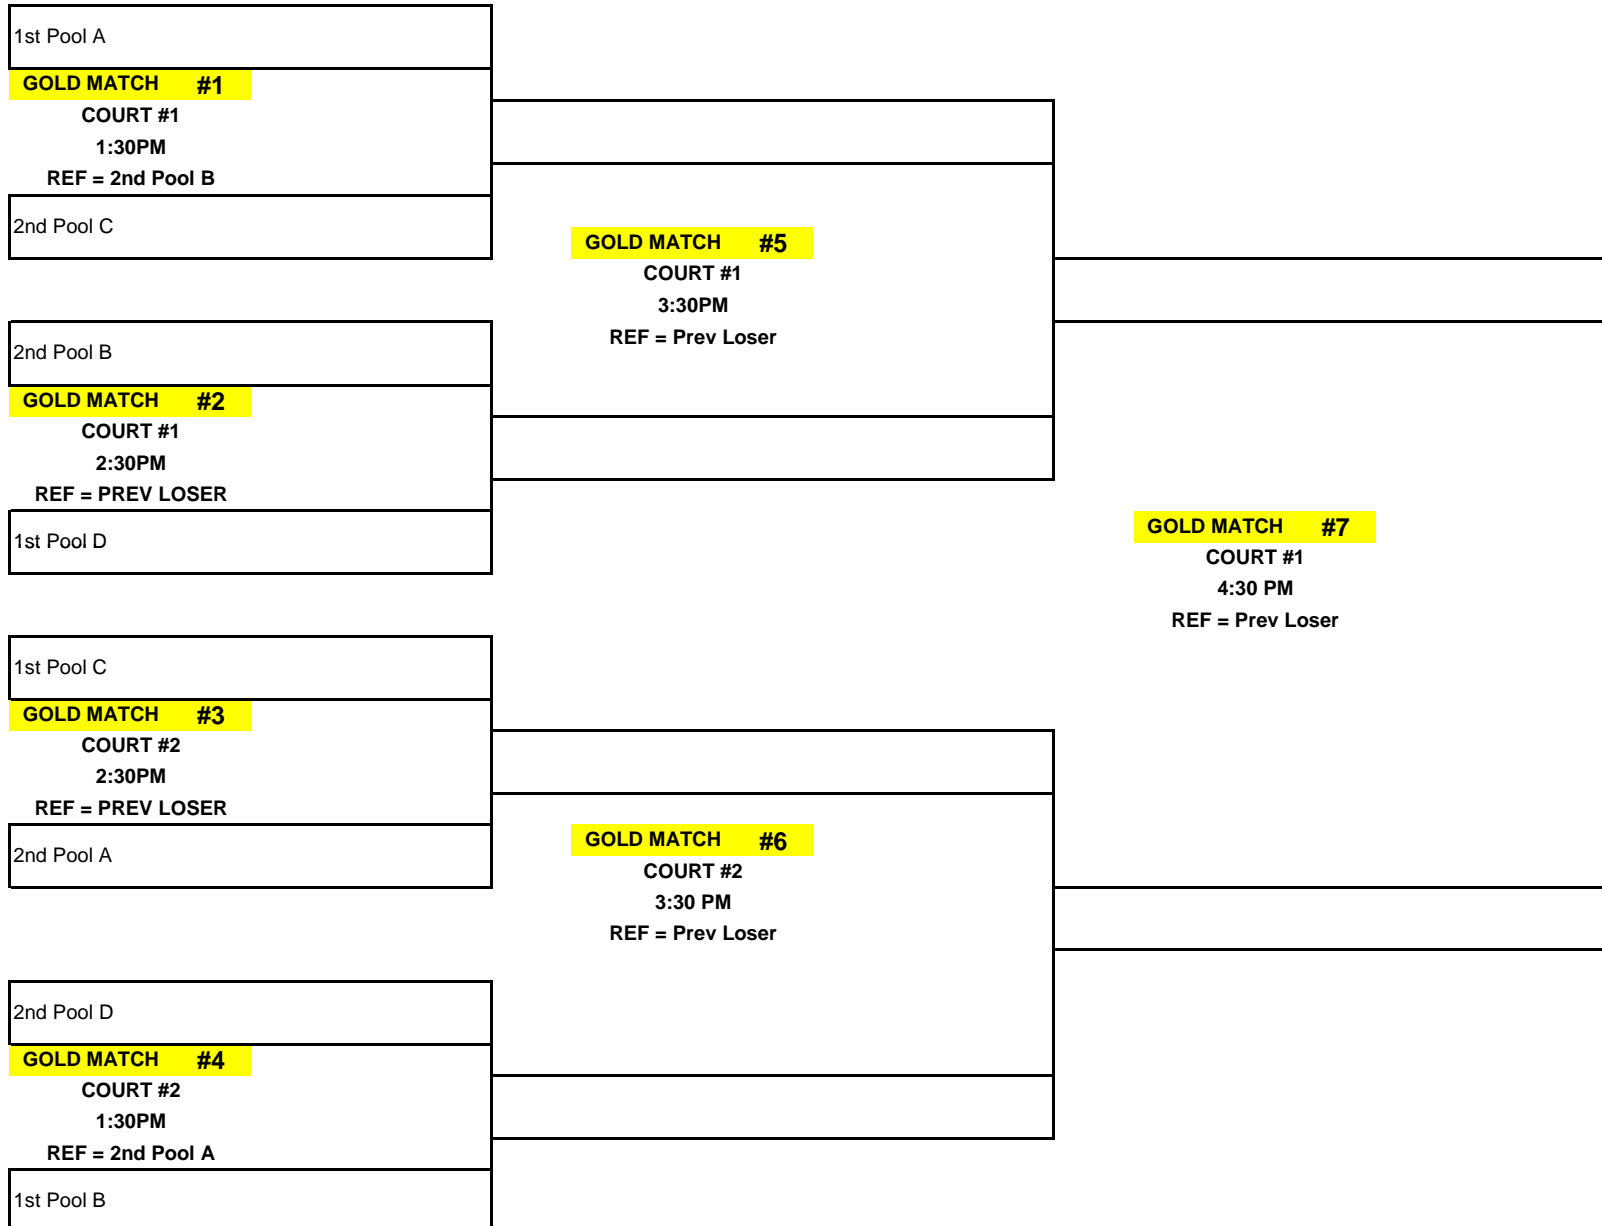 1st Pool A
GOLD MATCH #1
COURT #1
1:30PM
REF = 2nd Pool B
2nd Pool C
2nd Pool B
GOLD MATCH #2
COURT #1
2:30PM
REF = PREV LOSER
1st Pool D
1st Pool C
GOLD MATCH #3
COURT #2
2:30PM
REF = PREV LOSER
2nd Pool A
2nd Pool D
GOLD MATCH #4
COURT #2
1:30PM
REF = 2nd Pool A
1st Pool B
GOLD MATCH #5
COURT #1
3:30PM
REF = Prev Loser
GOLD MATCH #6
COURT #2
3:30 PM
REF = Prev Loser
GOLD MATCH #7
COURT #1
4:30 PM
REF = Prev Loser